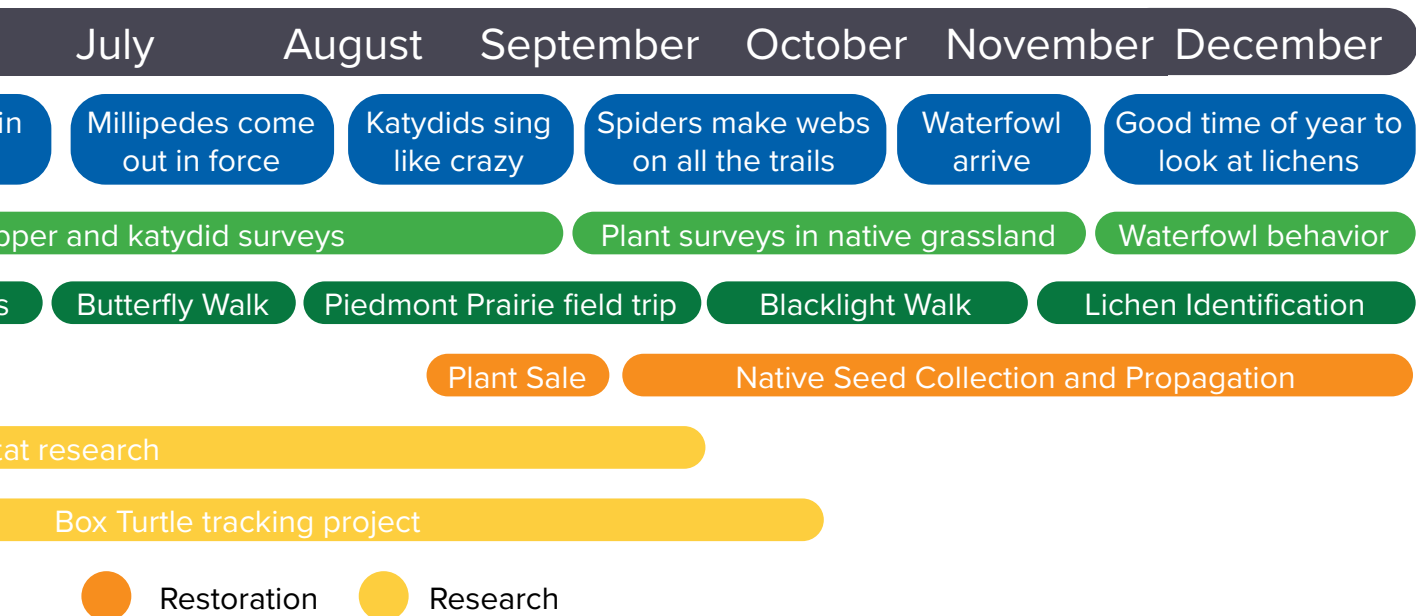 July August September October November December
in
Millipedes come
out in force
Katydids sing
like crazy
Spiders make webs
on all the trails
Waterfowl
arrive
Good time of year to
look at lichens
pper and katydid surveys
Plant surveys in native grassland
Waterfowl behavior
s
Butterfly Walk
Piedmont Prairie field trip
Blacklight Walk
Lichen Identification
Plant Sale
Native Seed Collection and Propagation
tat research
Box Turtle tracking project
Restoration
Research